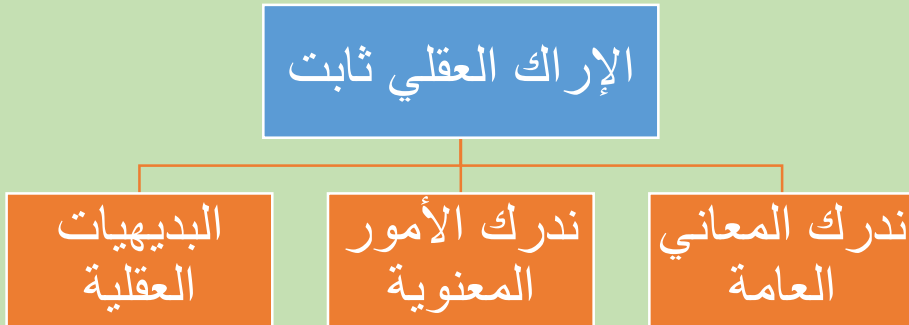 الإراك العقلي ثابت
ندرك المعاني
العامة
ندرك الأمور
المعنوية
البديهيات
العقلية